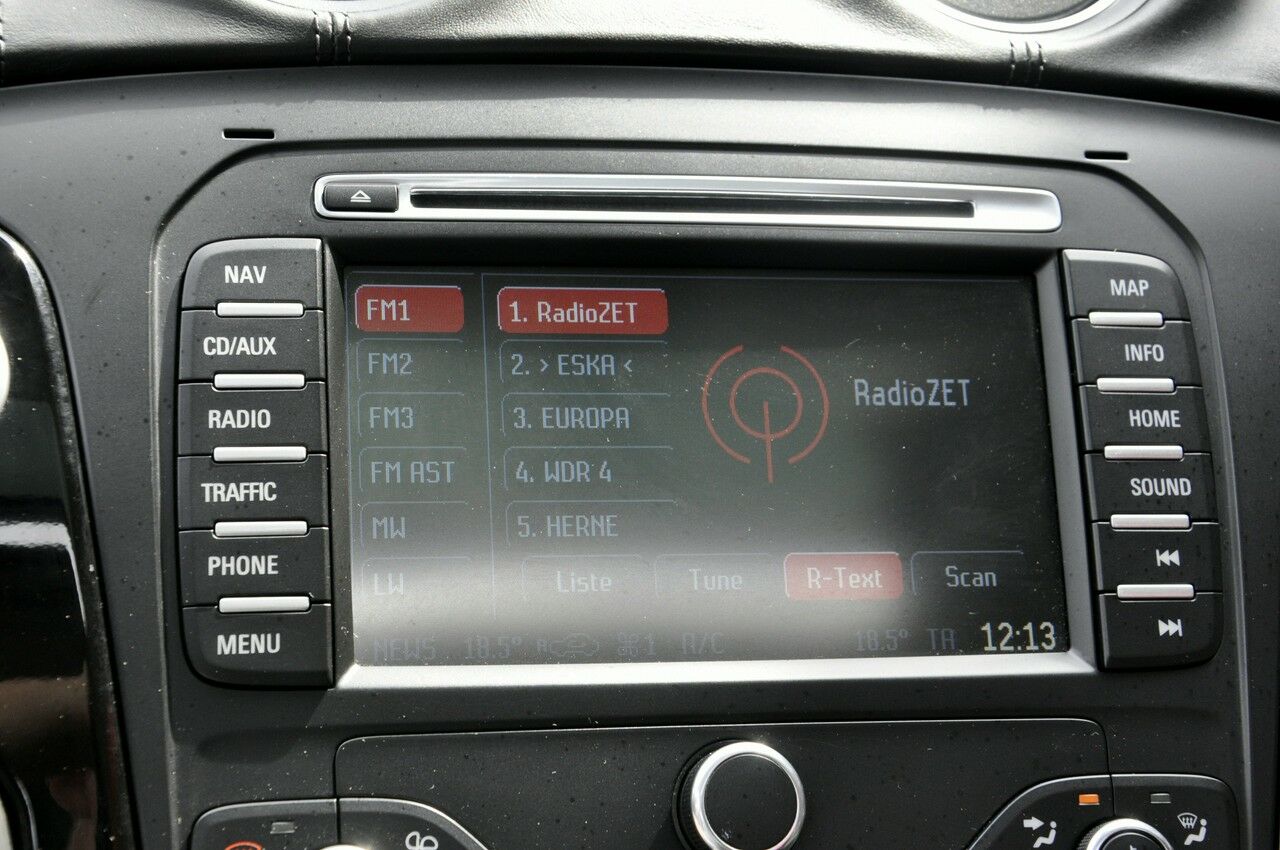 NAV
CD/AUX
RADIO
TRAFFIC
PHONE
MENU
FM1
FM2
FM3
FM AST
MW
LW
1. RadioZET
2. > ESKA <
3. EUROPA
4. WDR 4
5. HERNE
RadioZET
Liste
Tune
R-Text
Scan
NEWS 18.5° 1 A/C 18.5° TA 12:13
MAP
INFO
HOME
SOUND